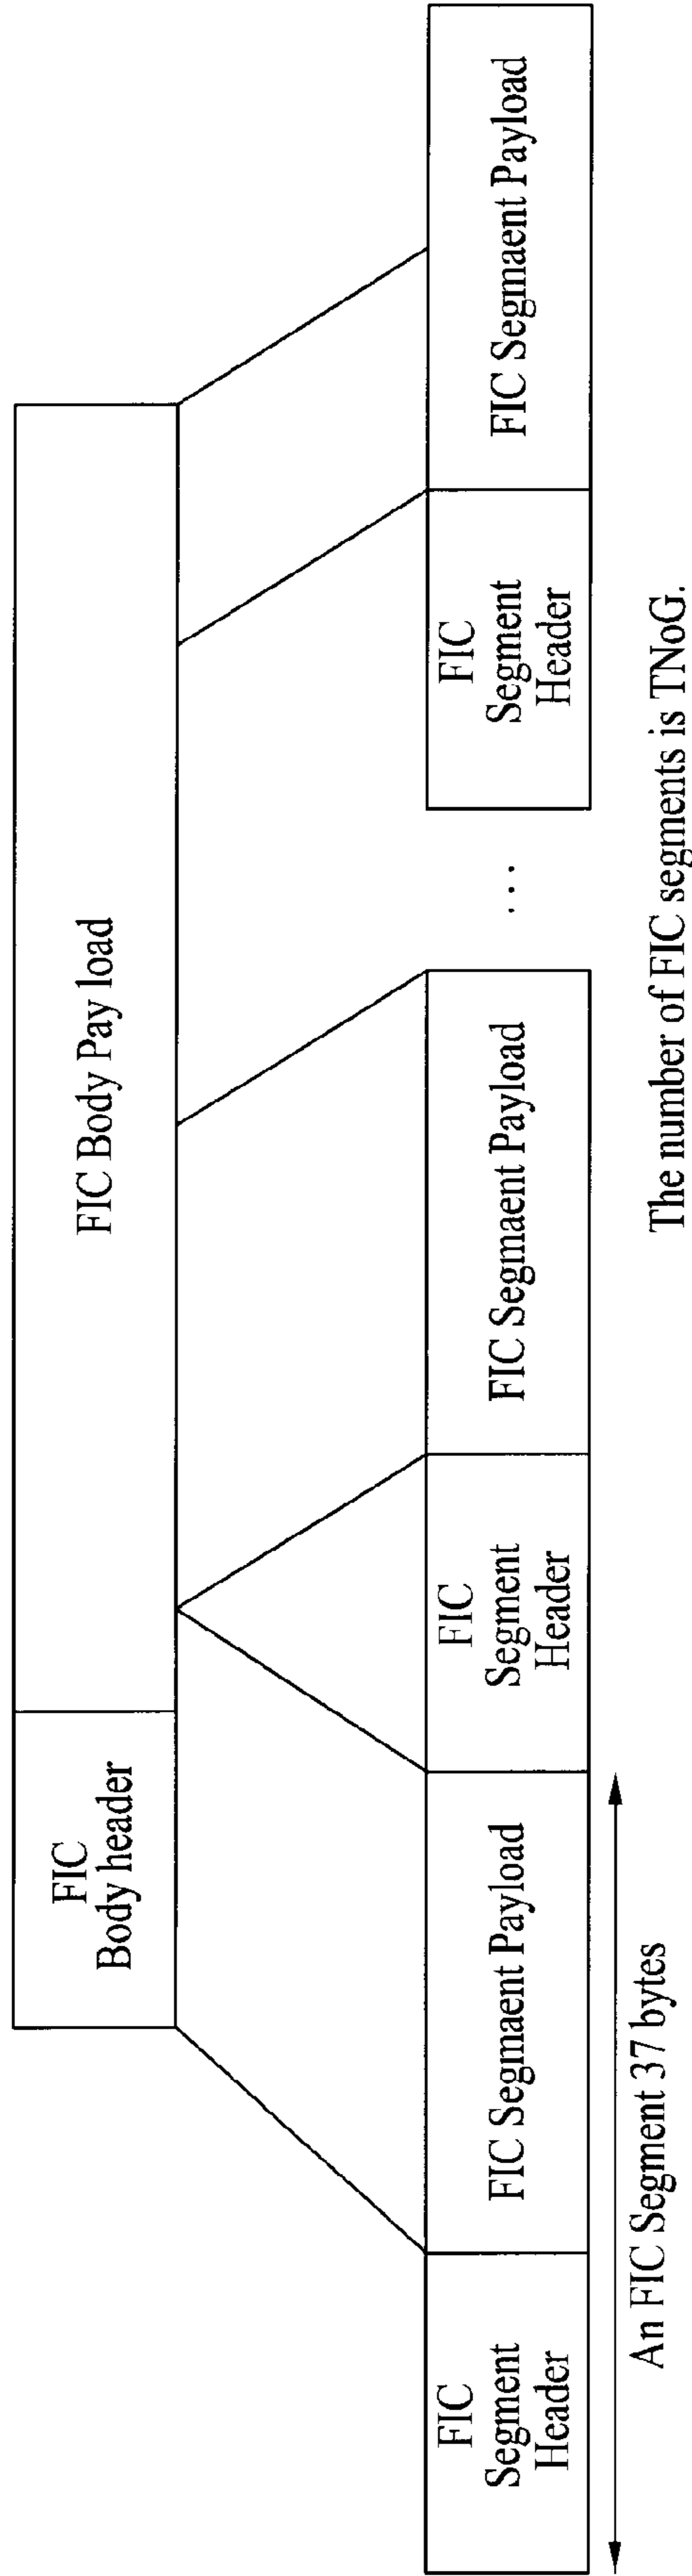 FIC
Body header
FIC Body Pay load
FIC
Segment
Header
FIC Segmaent Payload
FIC
Segment
Header
FIC Segmaent Payload
...
FIC
Segment
Header
FIC Segmaent Payload
An FIC Segment 37 bytes
The number of FIC segments is TNoG.